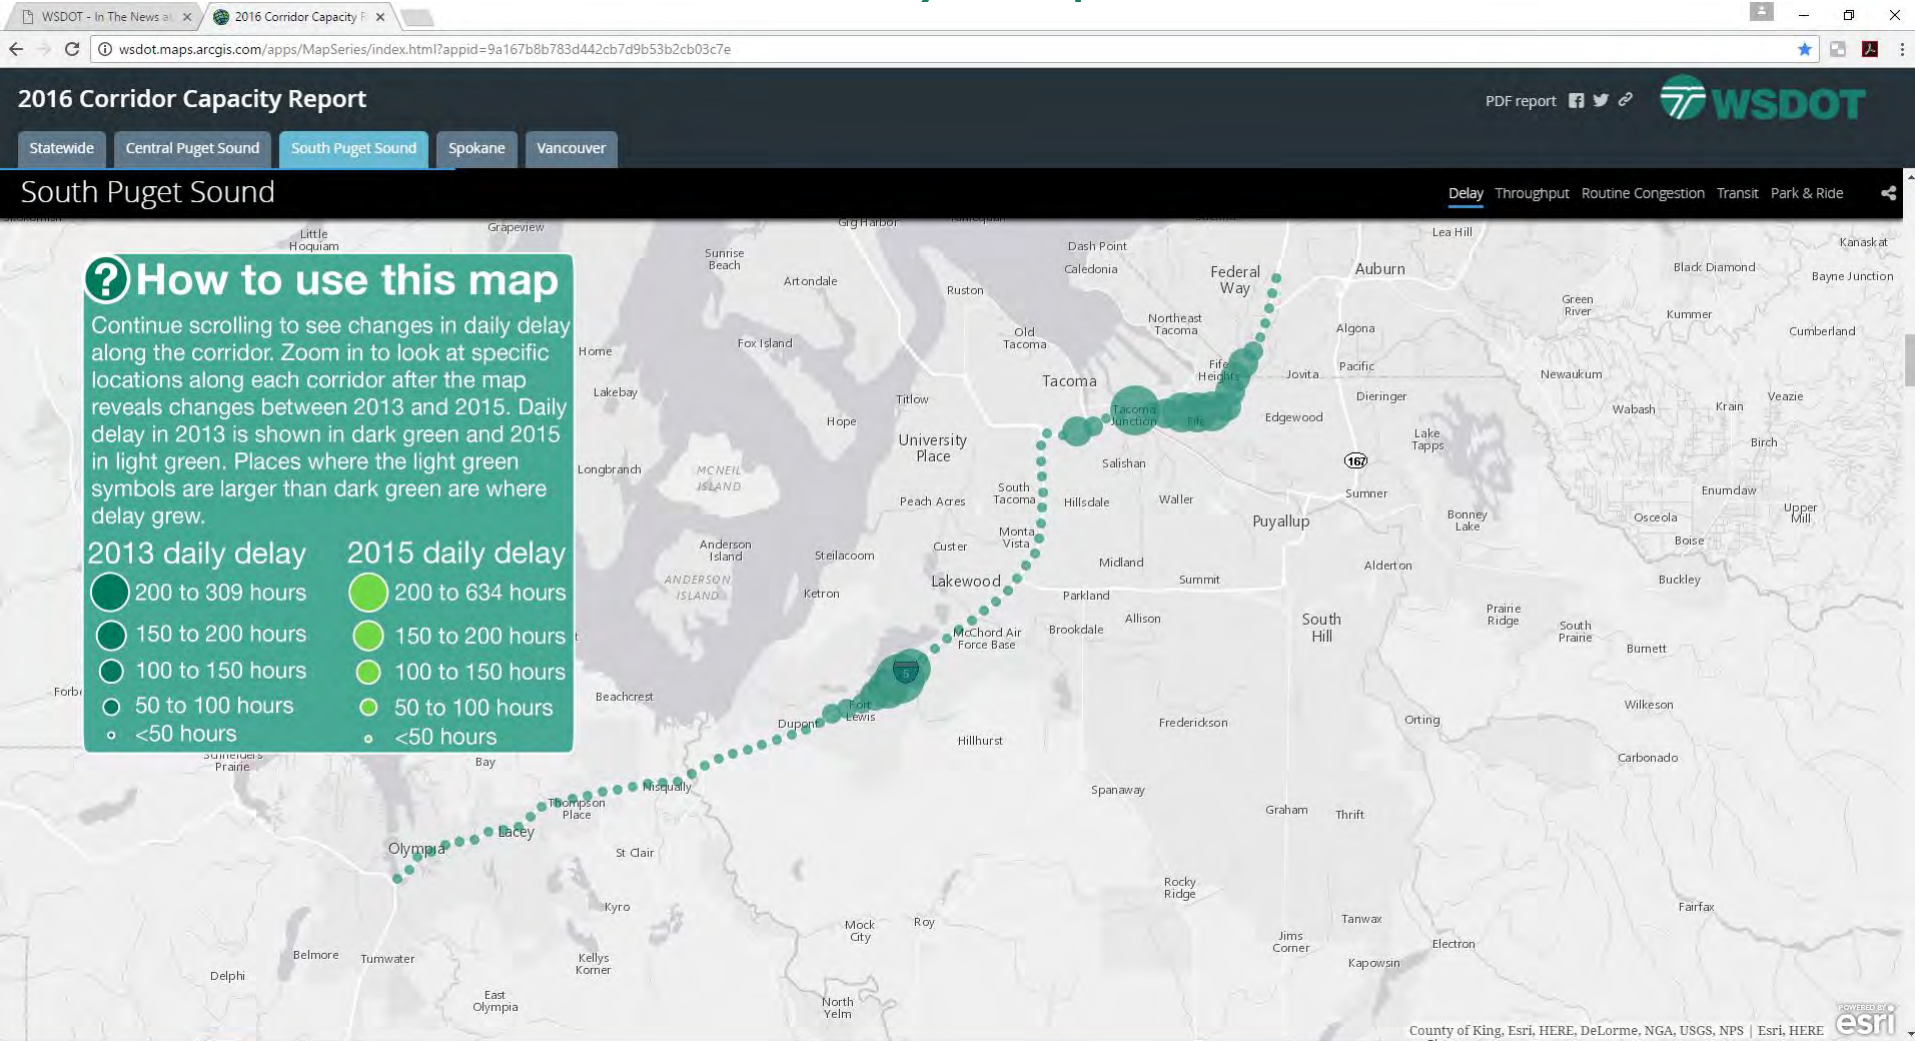 WSDOT - In The News a
2016 Corridor Capacity R
wsdot.maps.arcgis.com/apps/MapSeries/index.html?appid=9a167b8b783d442cb7d9b53b2cb03c7e
2016 Corridor Capacity Report
PDF report
WSDOT
Statewide
Central Puget Sound
South Puget Sound
Spokane
Vancouver
South Puget Sound
Delay
Throughput
Routine Congestion
Transit
Park & Ride
? How to use this map
Continue scrolling to see changes in daily delay
along the corridor. Zoom in to look at specific
locations along each corridor after the map
reveals changes between 2013 and 2015. Daily
delay in 2013 is shown in dark green and 2015
in light green. Places where the light green
symbols are larger than dark green are where
delay grew.
2013 daily delay
200 to 309 hours
150 to 200 hours
100 to 150 hours
50 to 100 hours
<50 hours
2015 daily delay
200 to 634 hours
150 to 200 hours
100 to 150 hours
50 to 100 hours
<50 hours
Little
Hoquiam
Grapeview
Gig Harbor
Sunrise
Beach
Artondale
Ruston
Dash Point
Caledonia
Federal
Way
Auburn
Lea Hill
Kanaskat
Black Diamond
Bayne Junction
Green
River
Kummer
Cumberland
Home
Fox Island
Old
Tacoma
Northeast
Tacoma
Algona
Pacific
Fife
Heights
Jovita
Newaukum
Lakebay
Tacoma
Titlow
Hope
Tacoma
Junction
Fife
Edgewood
Dieringer
Wabash
Krain
Veazie
Birch
Lake
Tapps
University
Place
Longbranch
MCNEIL
ISLAND
Salishan
167
Peach Acres
South
Tacoma
Hillsdale
Waller
Sumner
Enumclaw
Upper
Mill
Osceola
Boise
Puyallup
Bonney
Lake
Monta
Vista
Anderson
Island
Steilacoom
Custer
Midland
Alderton
ANDERSON
ISLAND
Ketron
Lakewood
Summit
Buckley
Parkland
Allison
Brookdale
McChord Air
Force Base
South
Hill
Prairie
Ridge
South
Prairie
Burnett
5
Forbe
Beachcrest
Fort
Lewis
Dupont
Hillhurst
Frederickson
Orting
Wilkeson
Carbonado
Schneiders
Prairie
Bay
Nisqually
Thompson
Place
Spanaway
Graham
Thrift
Lacey
Olympia
St Clair
Rocky
Ridge
Kyro
Mock
City
Roy
Tanwax
Fairfax
Belmore
Tumwater
Kellys
Korner
Jims
Corner
Electron
Kapowsin
Delphi
East
Olympia
North
Yelm
POWERED BY
esri
County of King, Esri, HERE, DeLorme, NGA, USGS, NPS | Esri, HERE